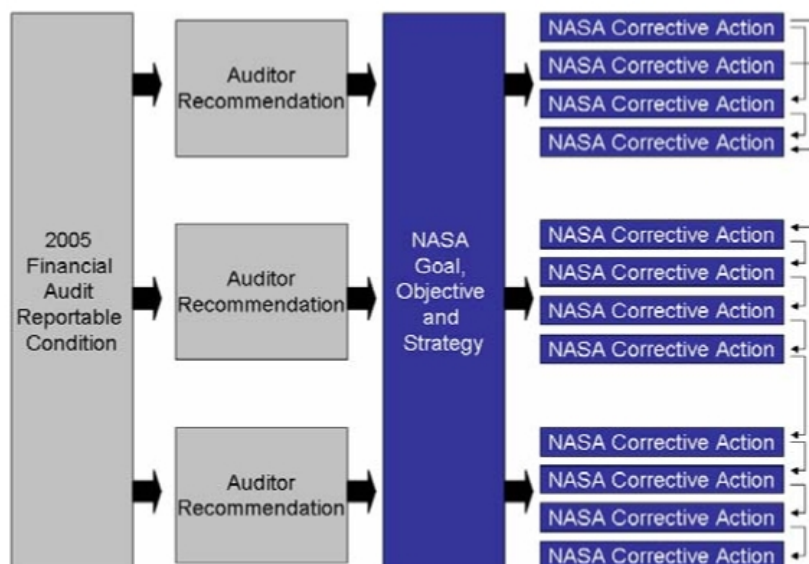 2005
Financial
Audit
Reportable
Condition
Auditor
Recommendation
Auditor
Recommendation
Auditor
Recommendation
NASA
Goal,
Objective
and
Strategy
NASA Corrective Action
NASA Corrective Action
NASA Corrective Action
NASA Corrective Action
NASA Corrective Action
NASA Corrective Action
NASA Corrective Action
NASA Corrective Action
NASA Corrective Action
NASA Corrective Action
NASA Corrective Action
NASA Corrective Action